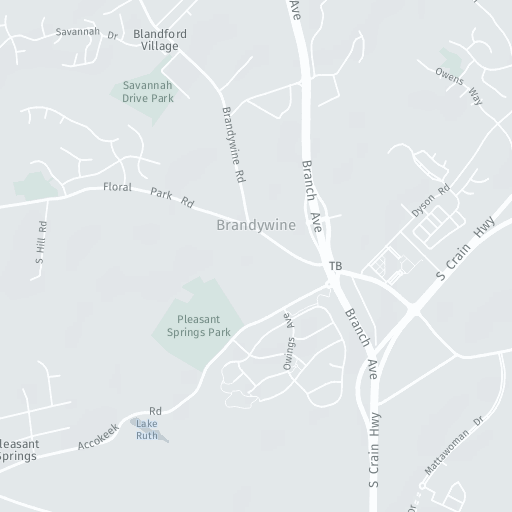 Savannah Dr
Blandford
Village
Ave
Savannah
Drive Park
Owens Way
Brandywine Rd
Floral Park Rd
Branch Ave
Dyson Rd
S Hill Rd
Brandywine
S Crain Hwy
TB
Pleasant
Springs Park
Owings Ave
Branch Ave
Accokeek Rd
Lake
Ruth
leasant
Springs
S Crain Hwy
Mattawoman Dr
or